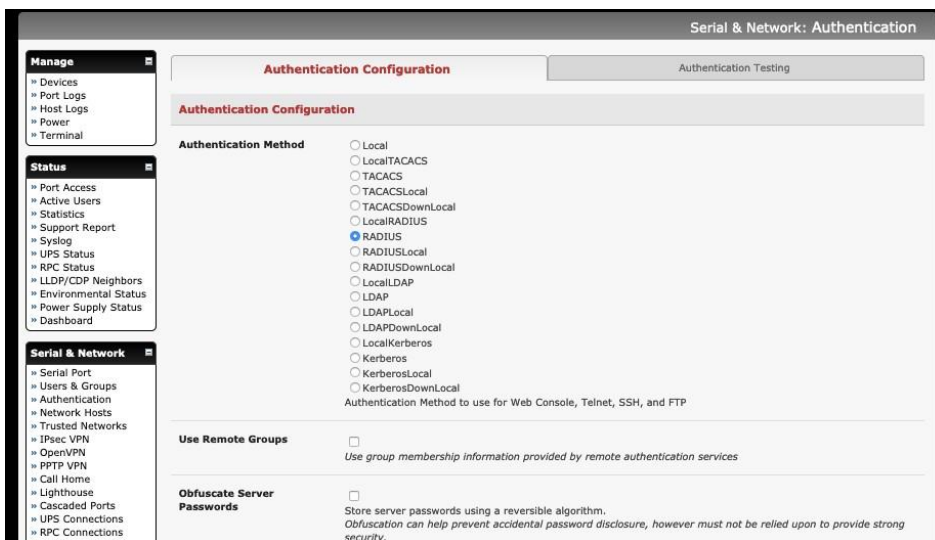 Serial & Network: Authentication
Manage
» Devices
» Port Logs
» Host Logs
» Power
» Terminal
Status
» Port Access
» Active Users
» Statistics
» Support Report
» Syslog
» UPS Status
» RPC Status
» LLDP/CDP Neighbors
» Environmental Status
» Power Supply Status
» Dashboard
Serial & Network
» Serial Port
» Users & Groups
» Authentication
» Network Hosts
» Trusted Networks
» IPsec VPN
» OpenVPN
» PPTP VPN
» Call Home
» Lighthouse
» Cascaded Ports
» UPS Connections
» RPC Connections
Authentication Configuration
Authentication Testing
Authentication Configuration
Authentication Method
Local
LocalTACACS
TACACS
TACACSLocal
TACACSDownLocal
LocalRADIUS
RADIUS
RADIUSLocal
RADIUSDownLocal
LocalLDAP
LDAP
LDAPLocal
LDAPDownLocal
LocalKerberos
Kerberos
KerberosLocal
KerberosDownLocal
Authentication Method to use for Web Console, Telnet, SSH, and FTP
Use Remote Groups
Use group membership information provided by remote authentication services
Obfuscate Server
Passwords
Store server passwords using a reversible algorithm.
Obfuscation can help prevent accidental password disclosure, however must not be relied upon to provide strong
security.